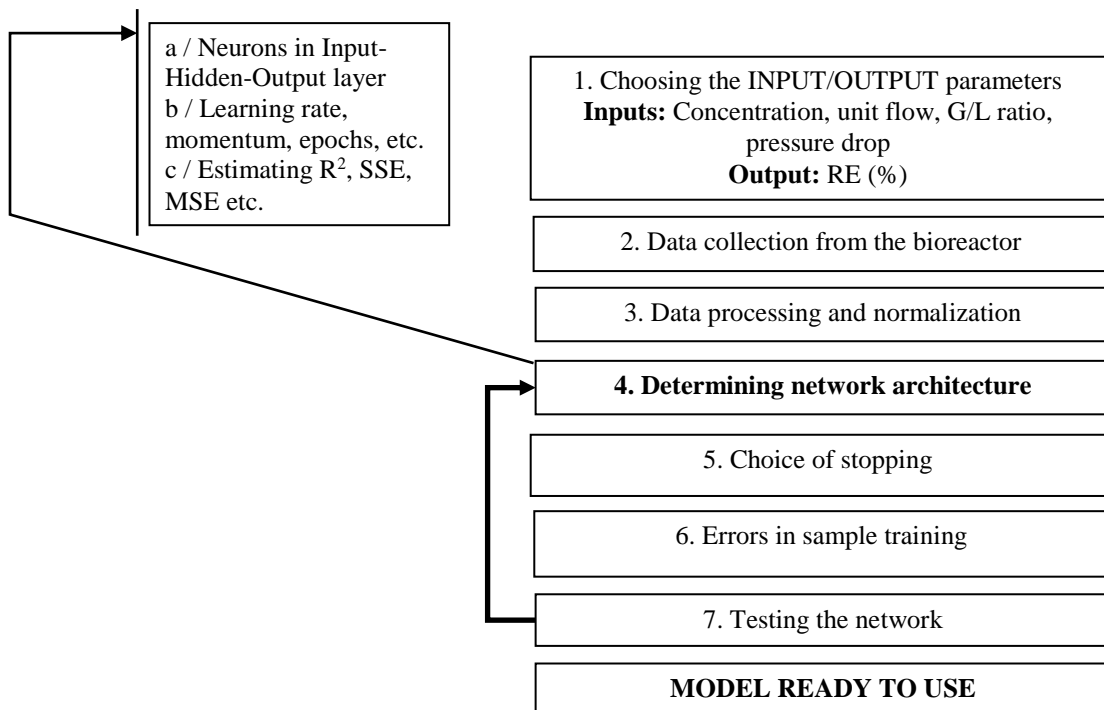 a / Neurons in Input-
Hidden-Output layer
b / Learning rate,
momentum, epochs, etc.
c / Estimating R², SSE,
MSE etc.
1. Choosing the INPUT/OUTPUT parameters
Inputs: Concentration, unit flow, G/L ratio,
pressure drop
Output: RE (%)
2. Data collection from the bioreactor
3. Data processing and normalization
4. Determining network architecture
5. Choice of stopping
6. Errors in sample training
7. Testing the network
MODEL READY TO USE